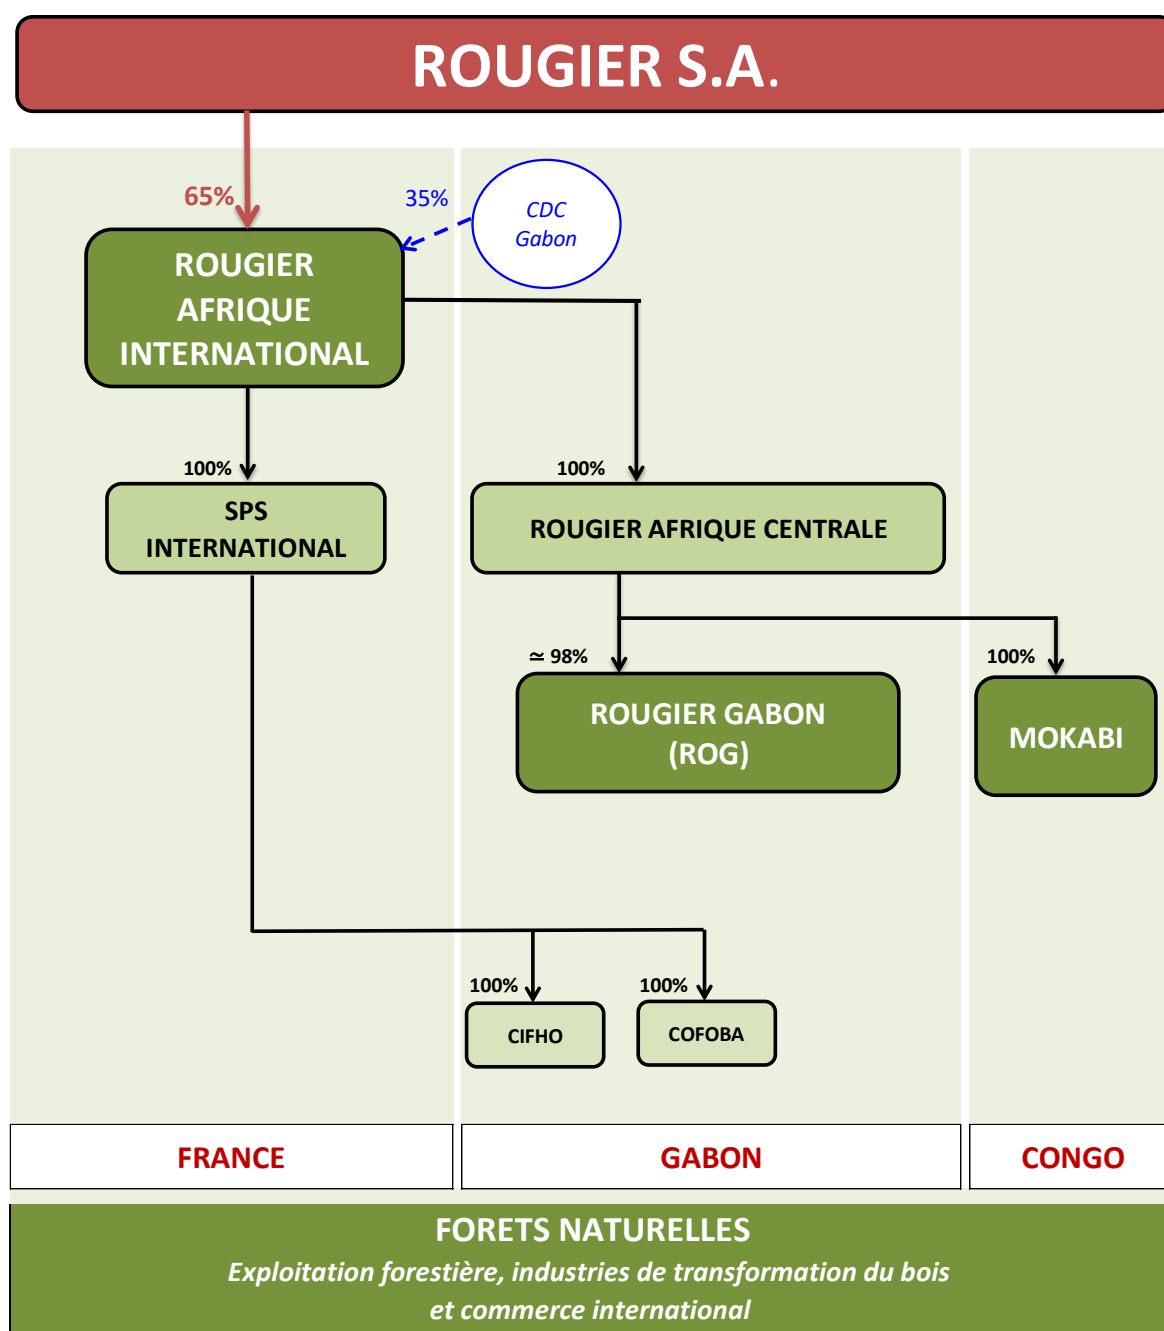 ROUGIER S.A.
65%
35%
CDC
Gabon
ROUGIER
AFRIQUE
INTERNATIONAL
100%
100%
SPS
INTERNATIONAL
ROUGIER AFRIQUE CENTRALE
≃ 98%
100%
ROUGIER GABON
(ROG)
MOKABI
100%
100%
CIFHO
COFOBA
FRANCE
GABON
CONGO
FORETS NATURELLES
Exploitation forestière, industries de transformation du bois
et commerce international